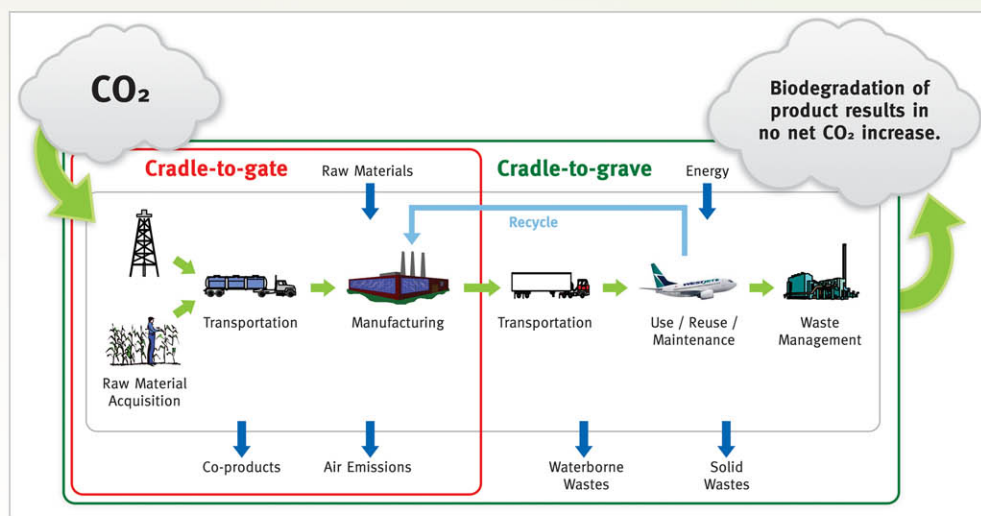 CO₂
Biodegradation of
product results in
no net CO₂ increase.
Cradle-to-gate
Raw Materials
Cradle-to-grave
Energy
Recycle
Transportation
Manufacturing
Transportation
Use / Reuse /
Maintenance
Waste
Management
Raw Material
Acquisition
Co-products
Air Emissions
Waterborne
Wastes
Solid
Wastes